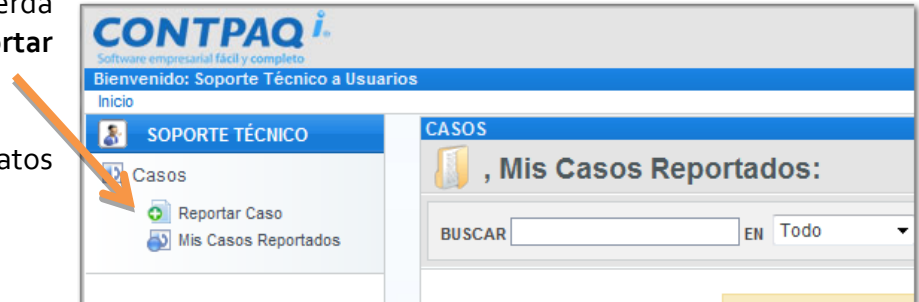 erda
rtar
atos
CONTPAQ i.
Software empresarial fácil y completo
Bienvenido: Soporte Técnico a Usuarios
Inicio
SOPORTE TÉCNICO
Casos
Reportar Caso
Mis Casos Reportados
CASOS
, Mis Casos Reportados:
BUSCAR EN Todo